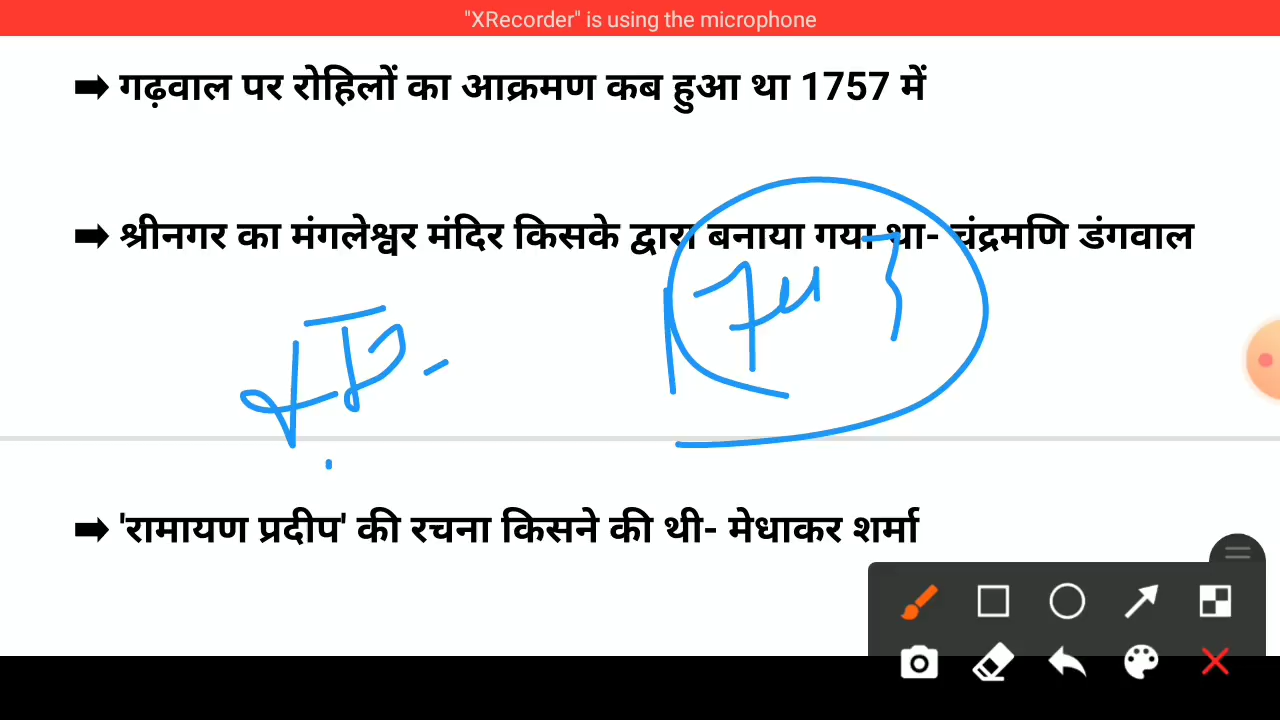 "XRecorder" is using the microphone
➡ गढ़वाल पर रोहिलों का आक्रमण कब हुआ था 1757 में
➡ श्रीनगर का मंगलेश्वर मंदिर किसके द्वारा बनाया गया था- चंद्रमणि डंगवाल
➡ 'रामायण प्रदीप' की रचना किसने की थी- मेधाकर शर्मा